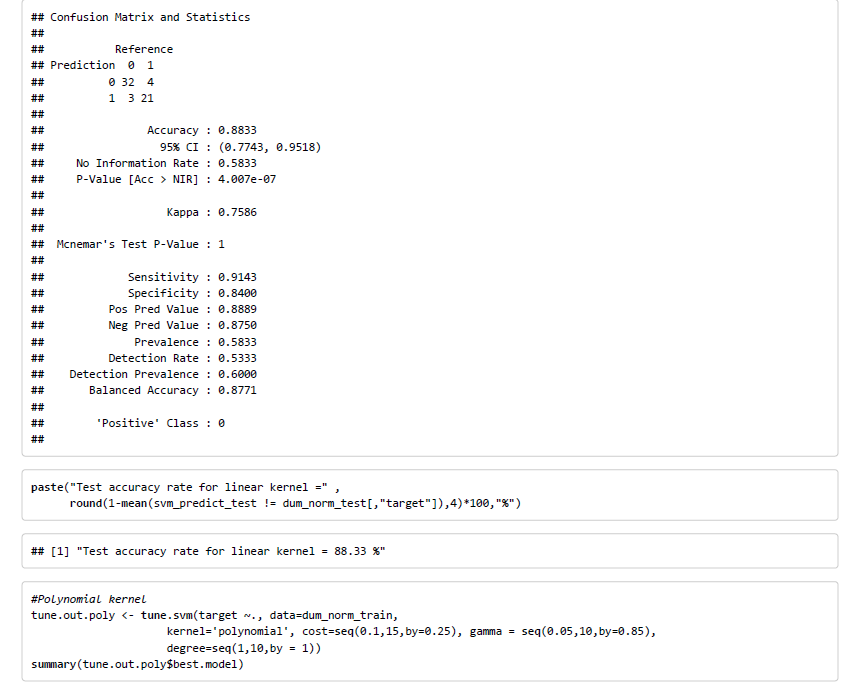 ## Confusion Matrix and Statistics
##
##           Reference
## Prediction  0  1
##          0 32  4
##          1  3 21
##
##                Accuracy : 0.8833
##                  95% CI : (0.7743, 0.9518)
##     No Information Rate : 0.5833
##     P-Value [Acc > NIR] : 4.007e-07
##
##                   Kappa : 0.7586
##
##  Mcnemar's Test P-Value : 1
##
##             Sensitivity : 0.9143
##             Specificity : 0.8400
##          Pos Pred Value : 0.8889
##          Neg Pred Value : 0.8750
##              Prevalence : 0.5833
##          Detection Rate : 0.5333
##    Detection Prevalence : 0.6000
##       Balanced Accuracy : 0.8771
##
##        'Positive' Class : 0
##
paste("Test accuracy rate for linear kernel =" ,
      round(1-mean(svm_predict_test != dum_norm_test[,"target"]),4)*100,"%")
## [1] "Test accuracy rate for linear kernel = 88.33 %"
#Polynomial kernel
tune.out.poly <- tune.svm(target ~., data=dum_norm_train,
                     kernel='polynomial', cost=seq(0.1,15,by=0.25), gamma = seq(0.05,10,by=0.85),
                     degree=seq(1,10,by = 1))
summary(tune.out.poly$best.model)